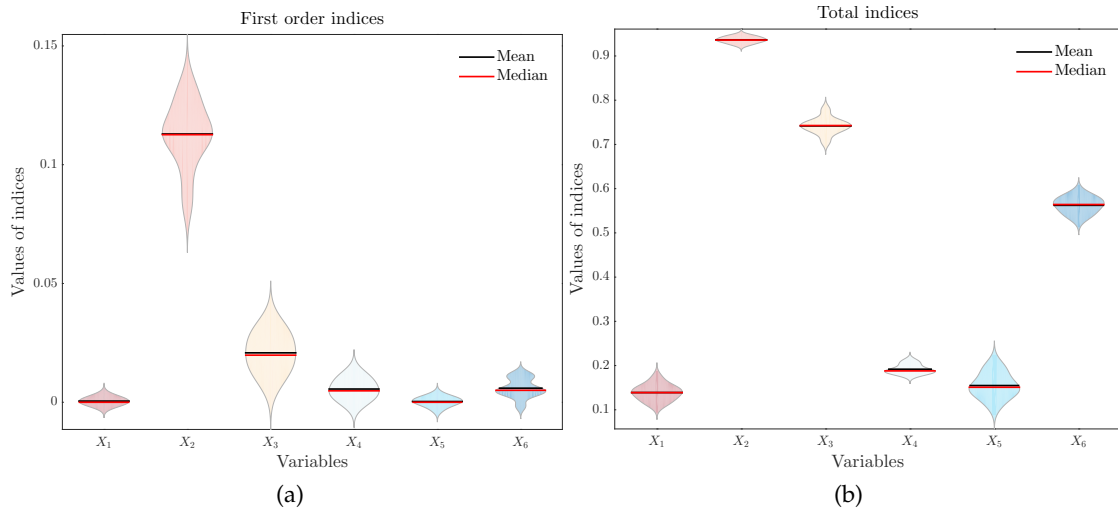 First order indices
Mean
Median
0.15
0.1
0.05
0
Values of indices
X₁ X₂ X₃ X₄ X₅ X₆
Variables
(a)
Total indices
Mean
Median
0.9
0.8
0.7
0.6
0.5
0.4
0.3
0.2
0.1
Values of indices
X₁ X₂ X₃ X₄ X₅ X₆
Variables
(b)